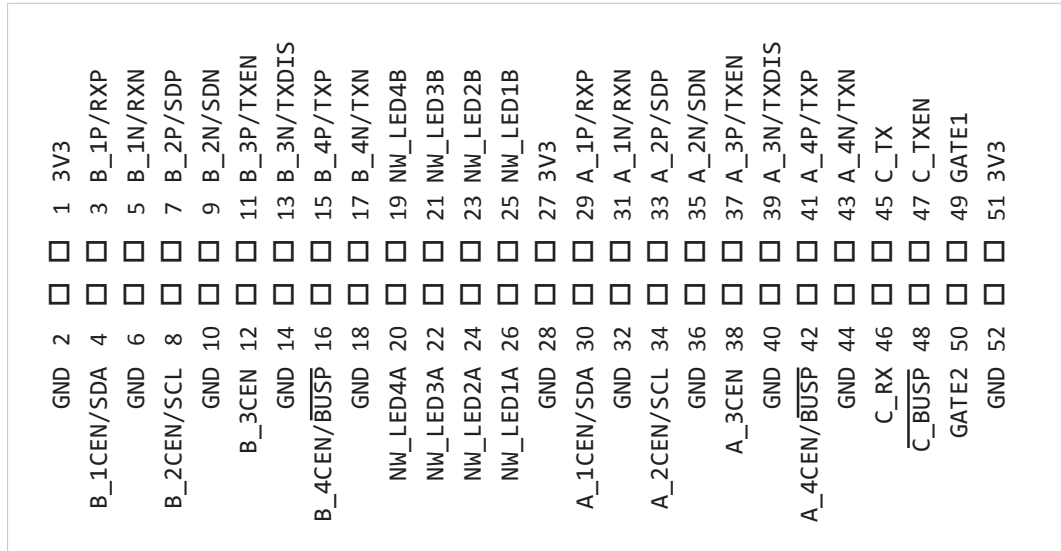 1 3V3
3 B_1P/RXP
5 B_1N/RXN
7 B_2P/SDP
9 B_2N/SDN
11 B_3P/TXEN
13 B_3N/TXDIS
15 B_4P/TXP
17 B_4N/TXN
19 NW_LED4B
21 NW_LED3B
23 NW_LED2B
25 NW_LED1B
27 3V3
29 A_1P/RXP
31 A_1N/RXN
33 A_2P/SDP
35 A_2N/SDN
37 A_3P/TXEN
39 A_3N/TXDIS
41 A_4P/TXP
43 A_4N/TXN
45 C_TX
47 C_TXEN
49 GATE1
51 3V3
GND 2
B_1CEN/SDA 4
GND 6
B_2CEN/SCL 8
GND 10
B_3CEN 12
GND 14
B_4CEN/B̅U̅S̅P̅ 16
GND 18
NW_LED4A 20
NW_LED3A 22
NW_LED2A 24
NW_LED1A 26
GND 28
A_1CEN/SDA 30
GND 32
A_2CEN/SCL 34
GND 36
A_3CEN 38
GND 40
A_4CEN/B̅U̅S̅P̅ 42
GND 44
C_RX 46
C̅_̅B̅U̅S̅P̅ 48
GATE2 50
GND 52